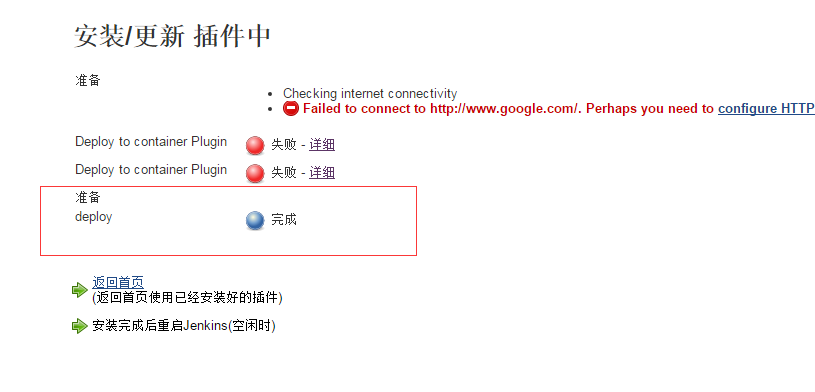 安装/更新 插件中
准备
Checking internet connectivity
Failed to connect to http://www.google.com/. Perhaps you need to configure HTTP
Deploy to container Plugin 失败 - 详细
Deploy to container Plugin 失败 - 详细
准备
deploy 完成
返回首页
(返回首页使用已经安装好的插件)
安装完成后重启Jenkins(空闲时)